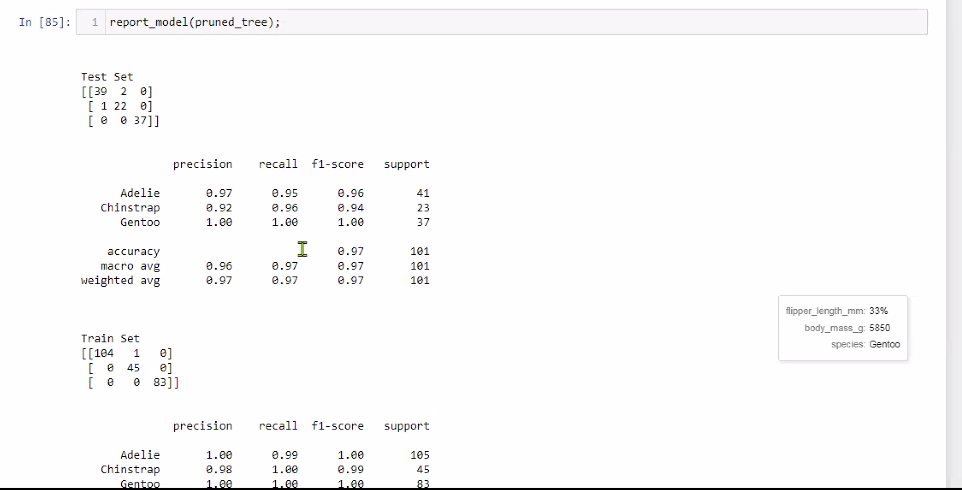 In [85]: 1 report_model(pruned_tree);
Test Set
[[39 2 0]
[ 1 22 0]
[ 0 0 37]]
precision recall f1-score support
Adelie 0.97 0.95 0.96 41
Chinstrap 0.92 0.96 0.94 23
Gentoo 1.00 1.00 1.00 37
accuracy 0.97 101
macro avg 0.96 0.97 0.97 101
weighted avg 0.97 0.97 0.97 101
flipper_length_mm: 33%
body_mass_g: 5850
species: Gentoo
Train Set
[[104 1 0]
[ 0 45 0]
[ 0 0 83]]
precision recall f1-score support
Adelie 1.00 0.99 1.00 105
Chinstrap 0.98 1.00 0.99 45
Gentoo 1.00 1.00 1.00 83